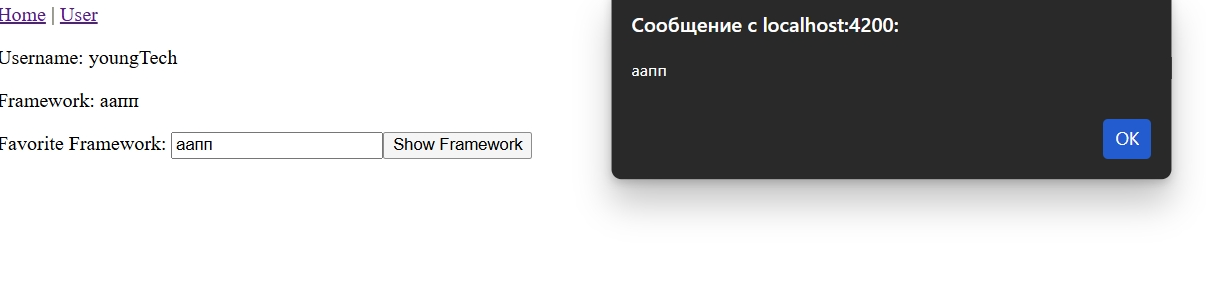 Home | User
Username: youngTech
Framework: аапп
Favorite Framework: аапп Show Framework
Сообщение с localhost:4200:
аапп
OK